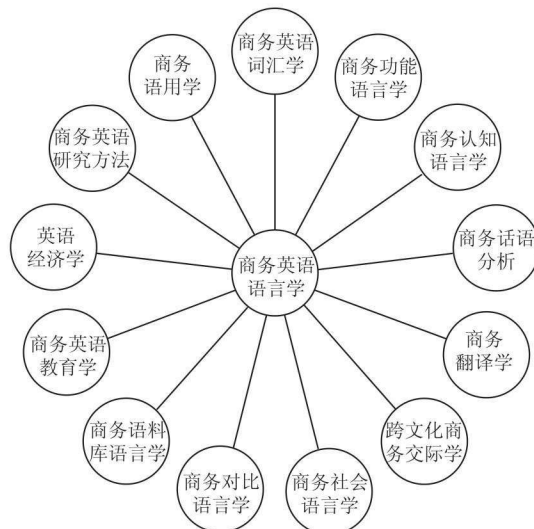 商务英语
词汇学
商务功能
语言学
商务认知
语言学
商务话语
分析
商务
翻译学
跨文化商
务交际学
商务社会
语言学
商务对比
语言学
商务语料
库语言学
商务英语
教育学
英语
经济学
商务英语
研究方法
商务
语用学
商务英语
语言学